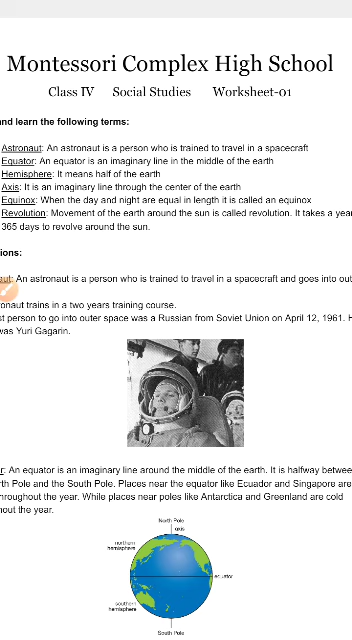 Montessori Complex High School
Class IV Social Studies Worksheet-01
and learn the following terms:
Astronaut: An astronaut is a person who is trained to travel in a spacecraft
Equator: An equator is an imaginary line in the middle of the earth
Hemisphere: It means half of the earth
Axis: It is an imaginary line through the center of the earth
Equinox: When the day and night are equal in length it is called an equinox
Revolution: Movement of the earth around the sun is called revolution. It takes a year
365 days to revolve around the sun.
ions:
aut: An astronaut is a person who is trained to travel in a spacecraft and goes into out
ronaut trains in a two years training course.
st person to go into outer space was a Russian from Soviet Union on April 12, 1961. H
was Yuri Gagarin.
r: An equator is an imaginary line around the middle of the earth. It is halfway betwee
rth Pole and the South Pole. Places near the equator like Ecuador and Singapore are
hroughout the year. While places near poles like Antarctica and Greenland are cold
hout the year.
North Pole
axis
northern
hemisphere
equator
southern
hemisphere
South Pole